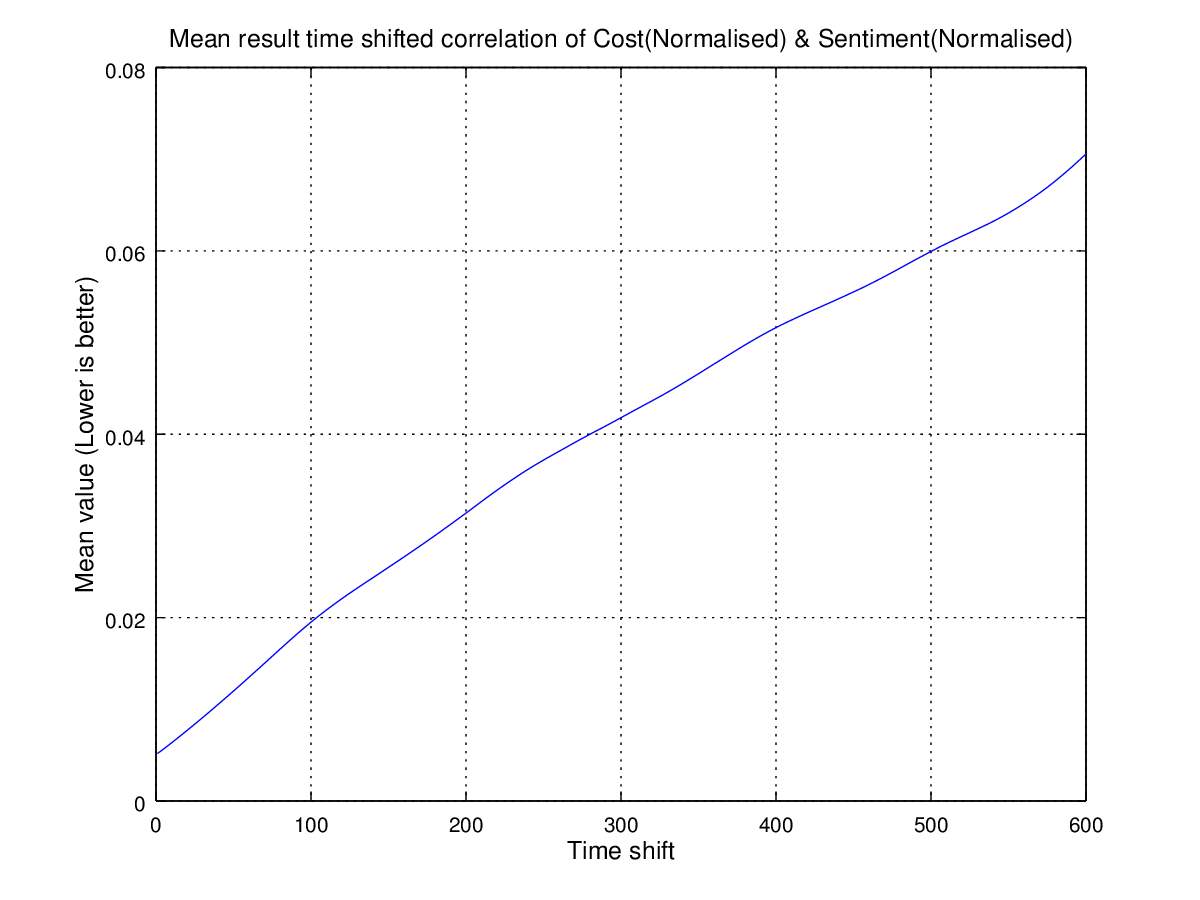 Mean result time shifted correlation of Cost(Normalised) & Sentiment(Normalised)
0.08
0.06
0.04
0.02
0
Mean value (Lower is better)
0 100 200 300 400 500 600
Time shift